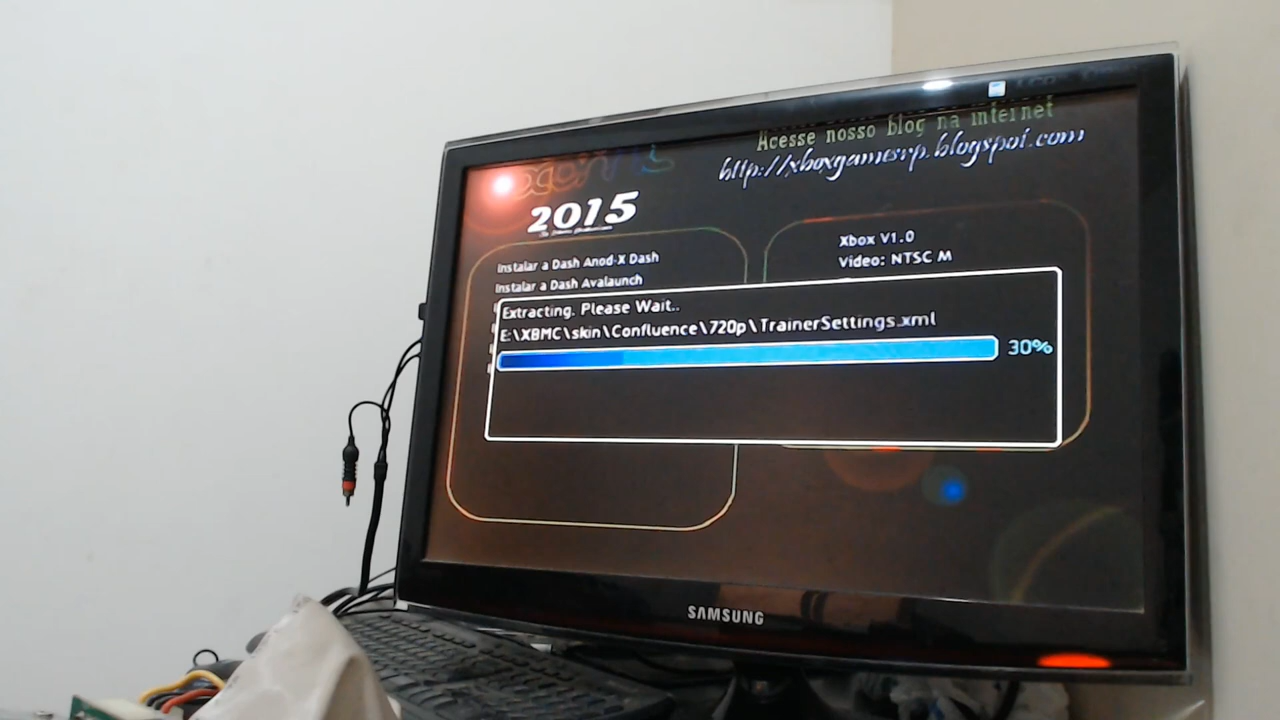 Acesse nosso blog na internet
http://xboxgamesrp.blogspot.com
2015
Instalar a Dash Anod-X Dash
Instalar a Dash Avalaunch
Xbox V1.0
Video: NTSC M
Extracting, Please Wait..
E:\XBMC\skin\Confluence\720p\TrainerSettings.xml
30%
SAMSUNG